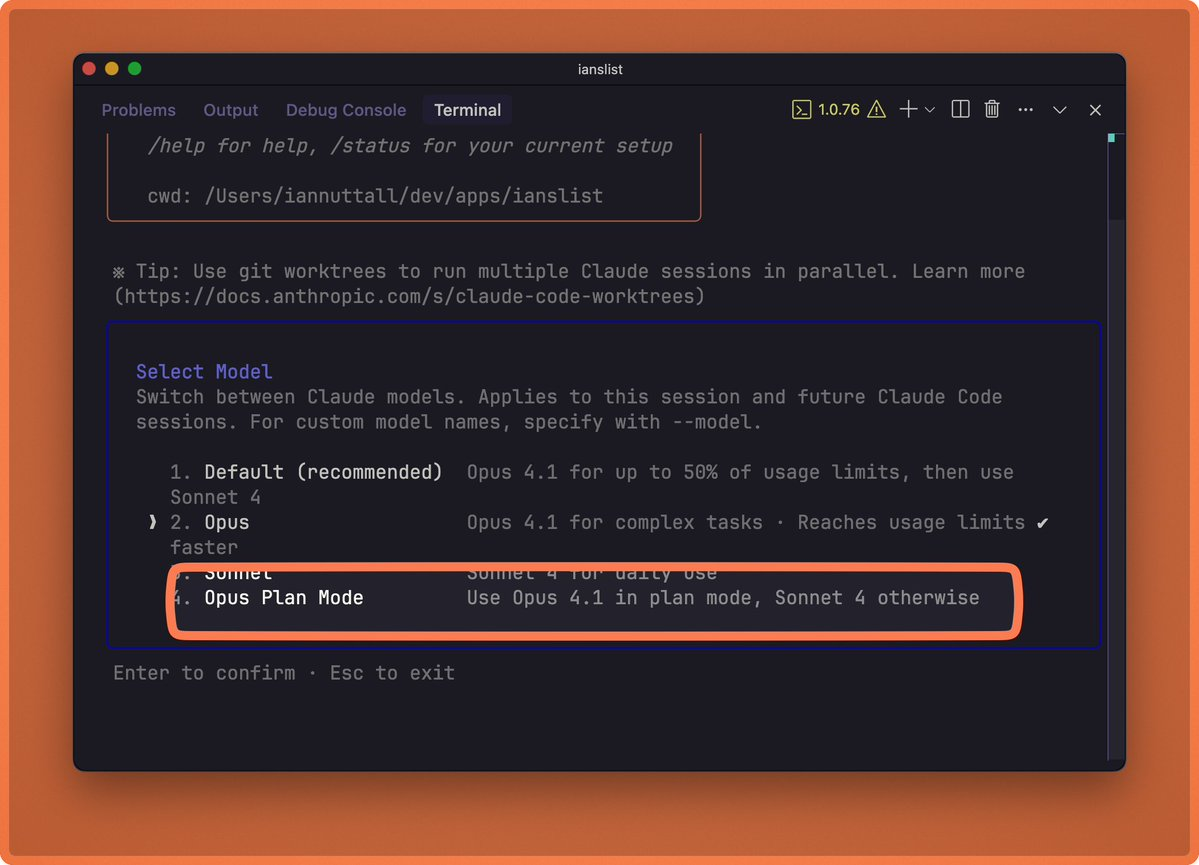 ianslist
Problems Output Debug Console Terminal 1.0.76
/help for help, /status for your current setup
cwd: /Users/iannuttall/dev/apps/ianslist
※ Tip: Use git worktrees to run multiple Claude sessions in parallel. Learn more
(https://docs.anthropic.com/s/claude-code-worktrees)
Select Model
Switch between Claude models. Applies to this session and future Claude Code
sessions. For custom model names, specify with --model.
1. Default (recommended) Opus 4.1 for up to 50% of usage limits, then use
Sonnet 4
❯ 2. Opus Opus 4.1 for complex tasks · Reaches usage limits ✔
faster
3. Sonnet Sonnet 4 for daily use
4. Opus Plan Mode Use Opus 4.1 in plan mode, Sonnet 4 otherwise
Enter to confirm · Esc to exit